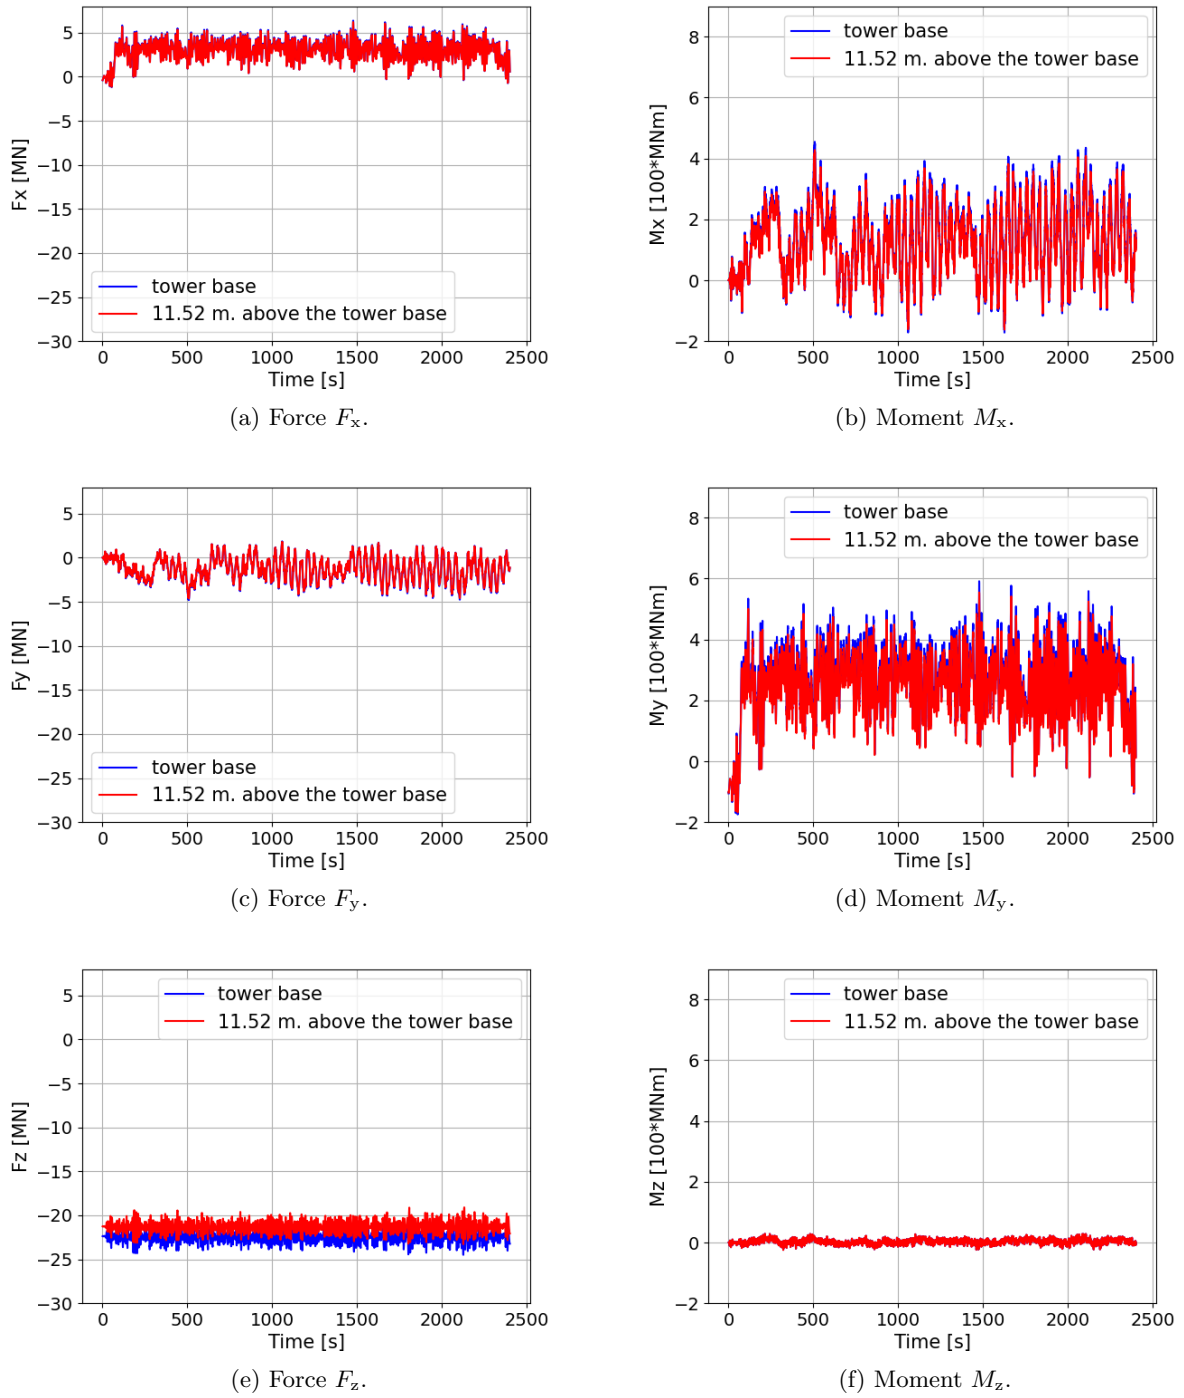 5
0
−5
−10
−15
−20
−25
−30
Fx [MN]
tower base
11.52 m. above the tower base
0 500 1000 1500 2000 2500
Time [s]
(a) Force Fx.
8
6
4
2
0
−2
Mx [100*MNm]
tower base
11.52 m. above the tower base
0 500 1000 1500 2000 2500
Time [s]
(b) Moment Mx.
5
0
−5
−10
−15
−20
−25
−30
Fy [MN]
tower base
11.52 m. above the tower base
0 500 1000 1500 2000 2500
Time [s]
(c) Force Fy.
8
6
4
2
0
−2
My [100*MNm]
tower base
11.52 m. above the tower base
0 500 1000 1500 2000 2500
Time [s]
(d) Moment My.
5
0
−5
−10
−15
−20
−25
−30
Fz [MN]
tower base
11.52 m. above the tower base
0 500 1000 1500 2000 2500
Time [s]
(e) Force Fz.
8
6
4
2
0
−2
Mz [100*MNm]
tower base
11.52 m. above the tower base
0 500 1000 1500 2000 2500
Time [s]
(f) Moment Mz.